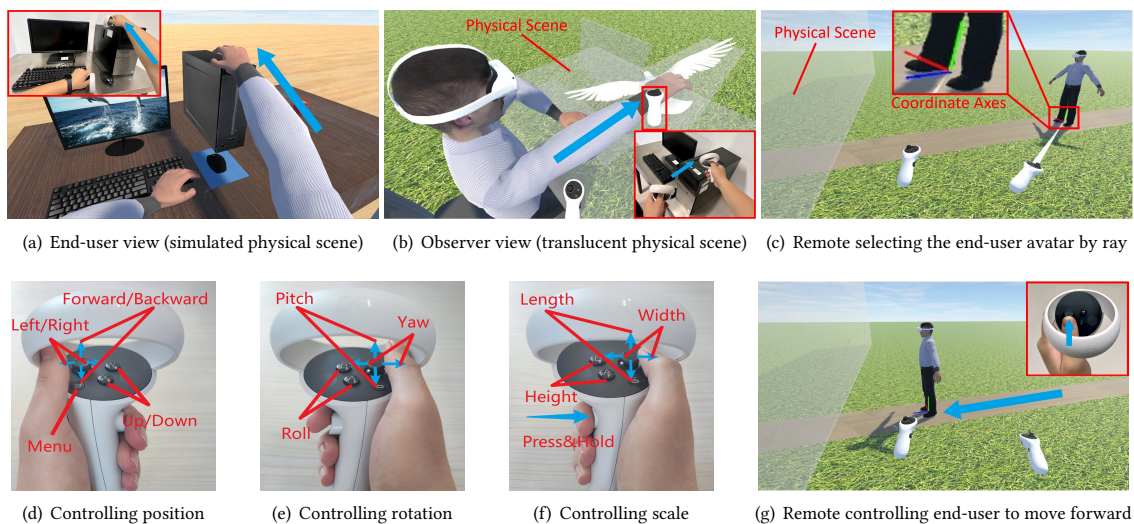 Physical Scene
Physical Scene
Coordinate Axes
(a) End-user view (simulated physical scene)
(b) Observer view (translucent physical scene)
(c) Remote selecting the end-user avatar by ray
Forward/Backward
Left/Right
Up/Down
Menu
Pitch
Yaw
Roll
Length
Width
Height
Press&Hold
(d) Controlling position
(e) Controlling rotation
(f) Controlling scale
(g) Remote controlling end-user to move forward